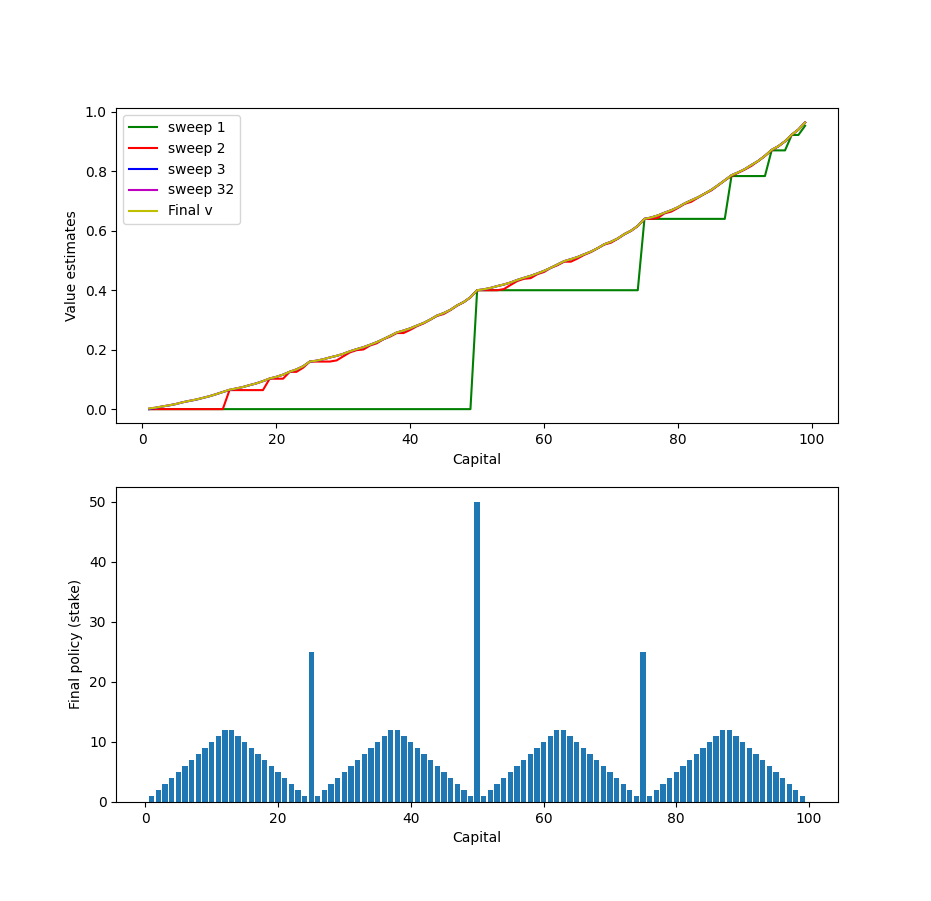 1.0
0.8
0.6
0.4
0.2
0.0
Value estimates
sweep 1
sweep 2
sweep 3
sweep 32
Final v
0 20 40 60 80 100
Capital
50
40
30
20
10
0
Final policy (stake)
0 20 40 60 80 100
Capital